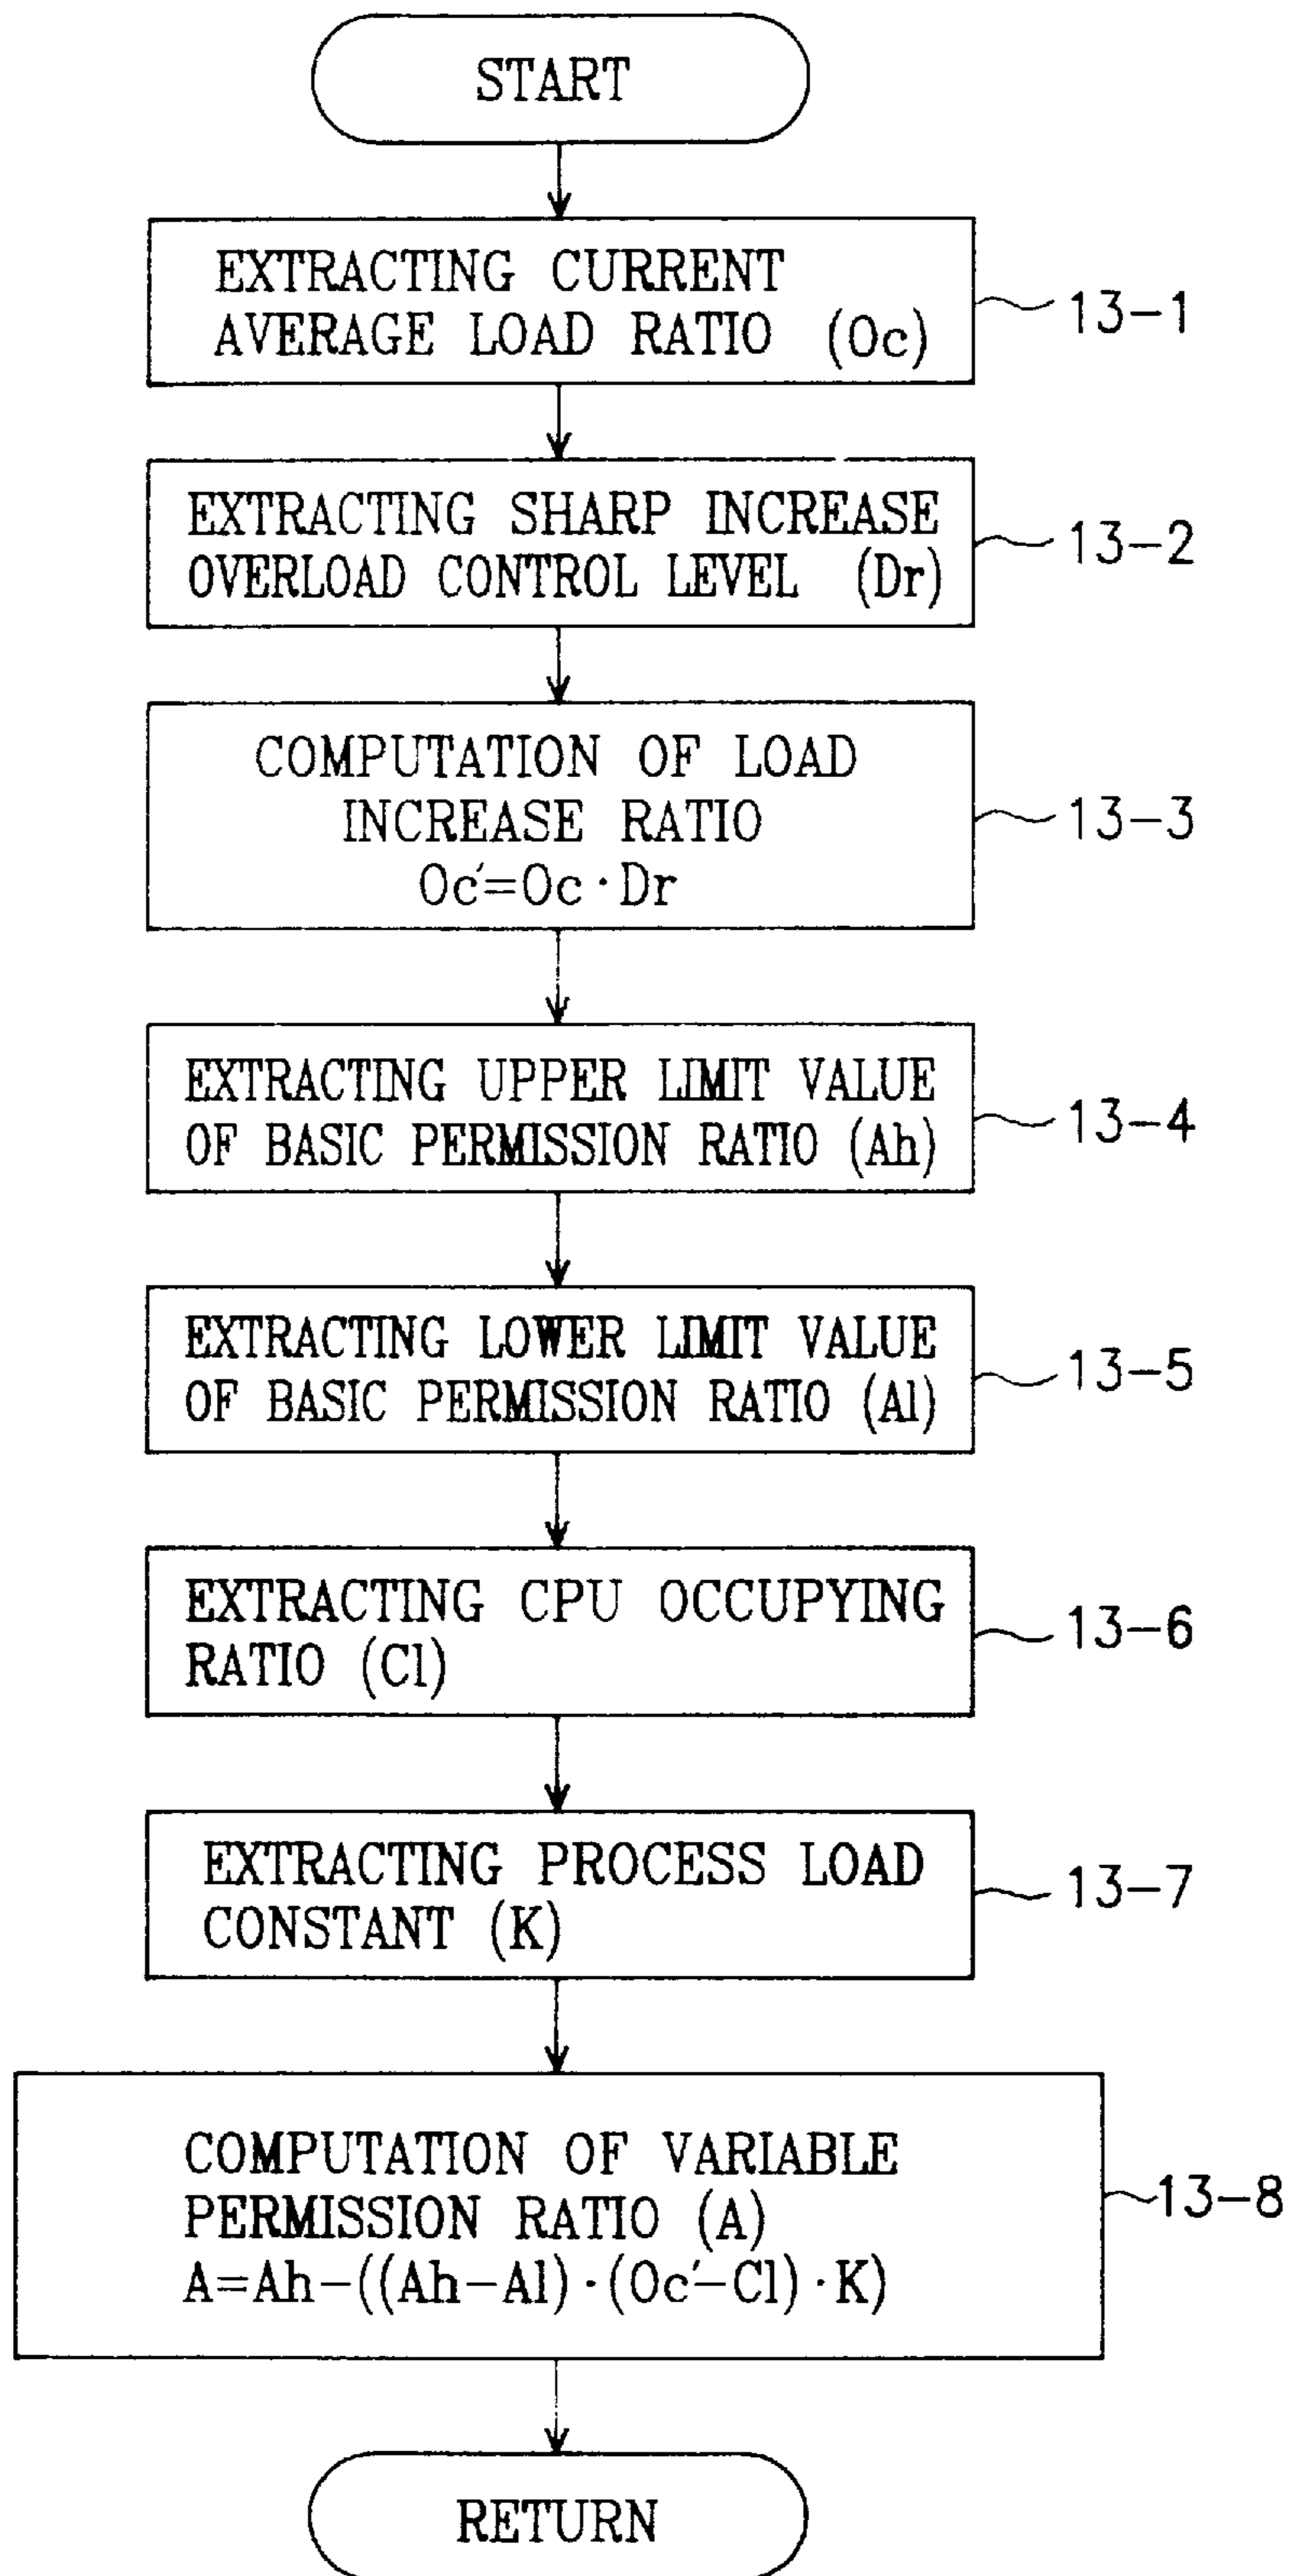 START
EXTRACTING CURRENT
AVERAGE LOAD RATIO (Oc)
13-1
EXTRACTING SHARP INCREASE
OVERLOAD CONTROL LEVEL (Dr)
13-2
COMPUTATION OF LOAD
INCREASE RATIO
Oc′=Oc·Dr
13-3
EXTRACTING UPPER LIMIT VALUE
OF BASIC PERMISSION RATIO (Ah)
13-4
EXTRACTING LOWER LIMIT VALUE
OF BASIC PERMISSION RATIO (Al)
13-5
EXTRACTING CPU OCCUPYING
RATIO (Cl)
13-6
EXTRACTING PROCESS LOAD
CONSTANT (K)
13-7
COMPUTATION OF VARIABLE
PERMISSION RATIO (A)
A=Ah-((Ah-Al)·(Oc′-Cl)·K)
13-8
RETURN